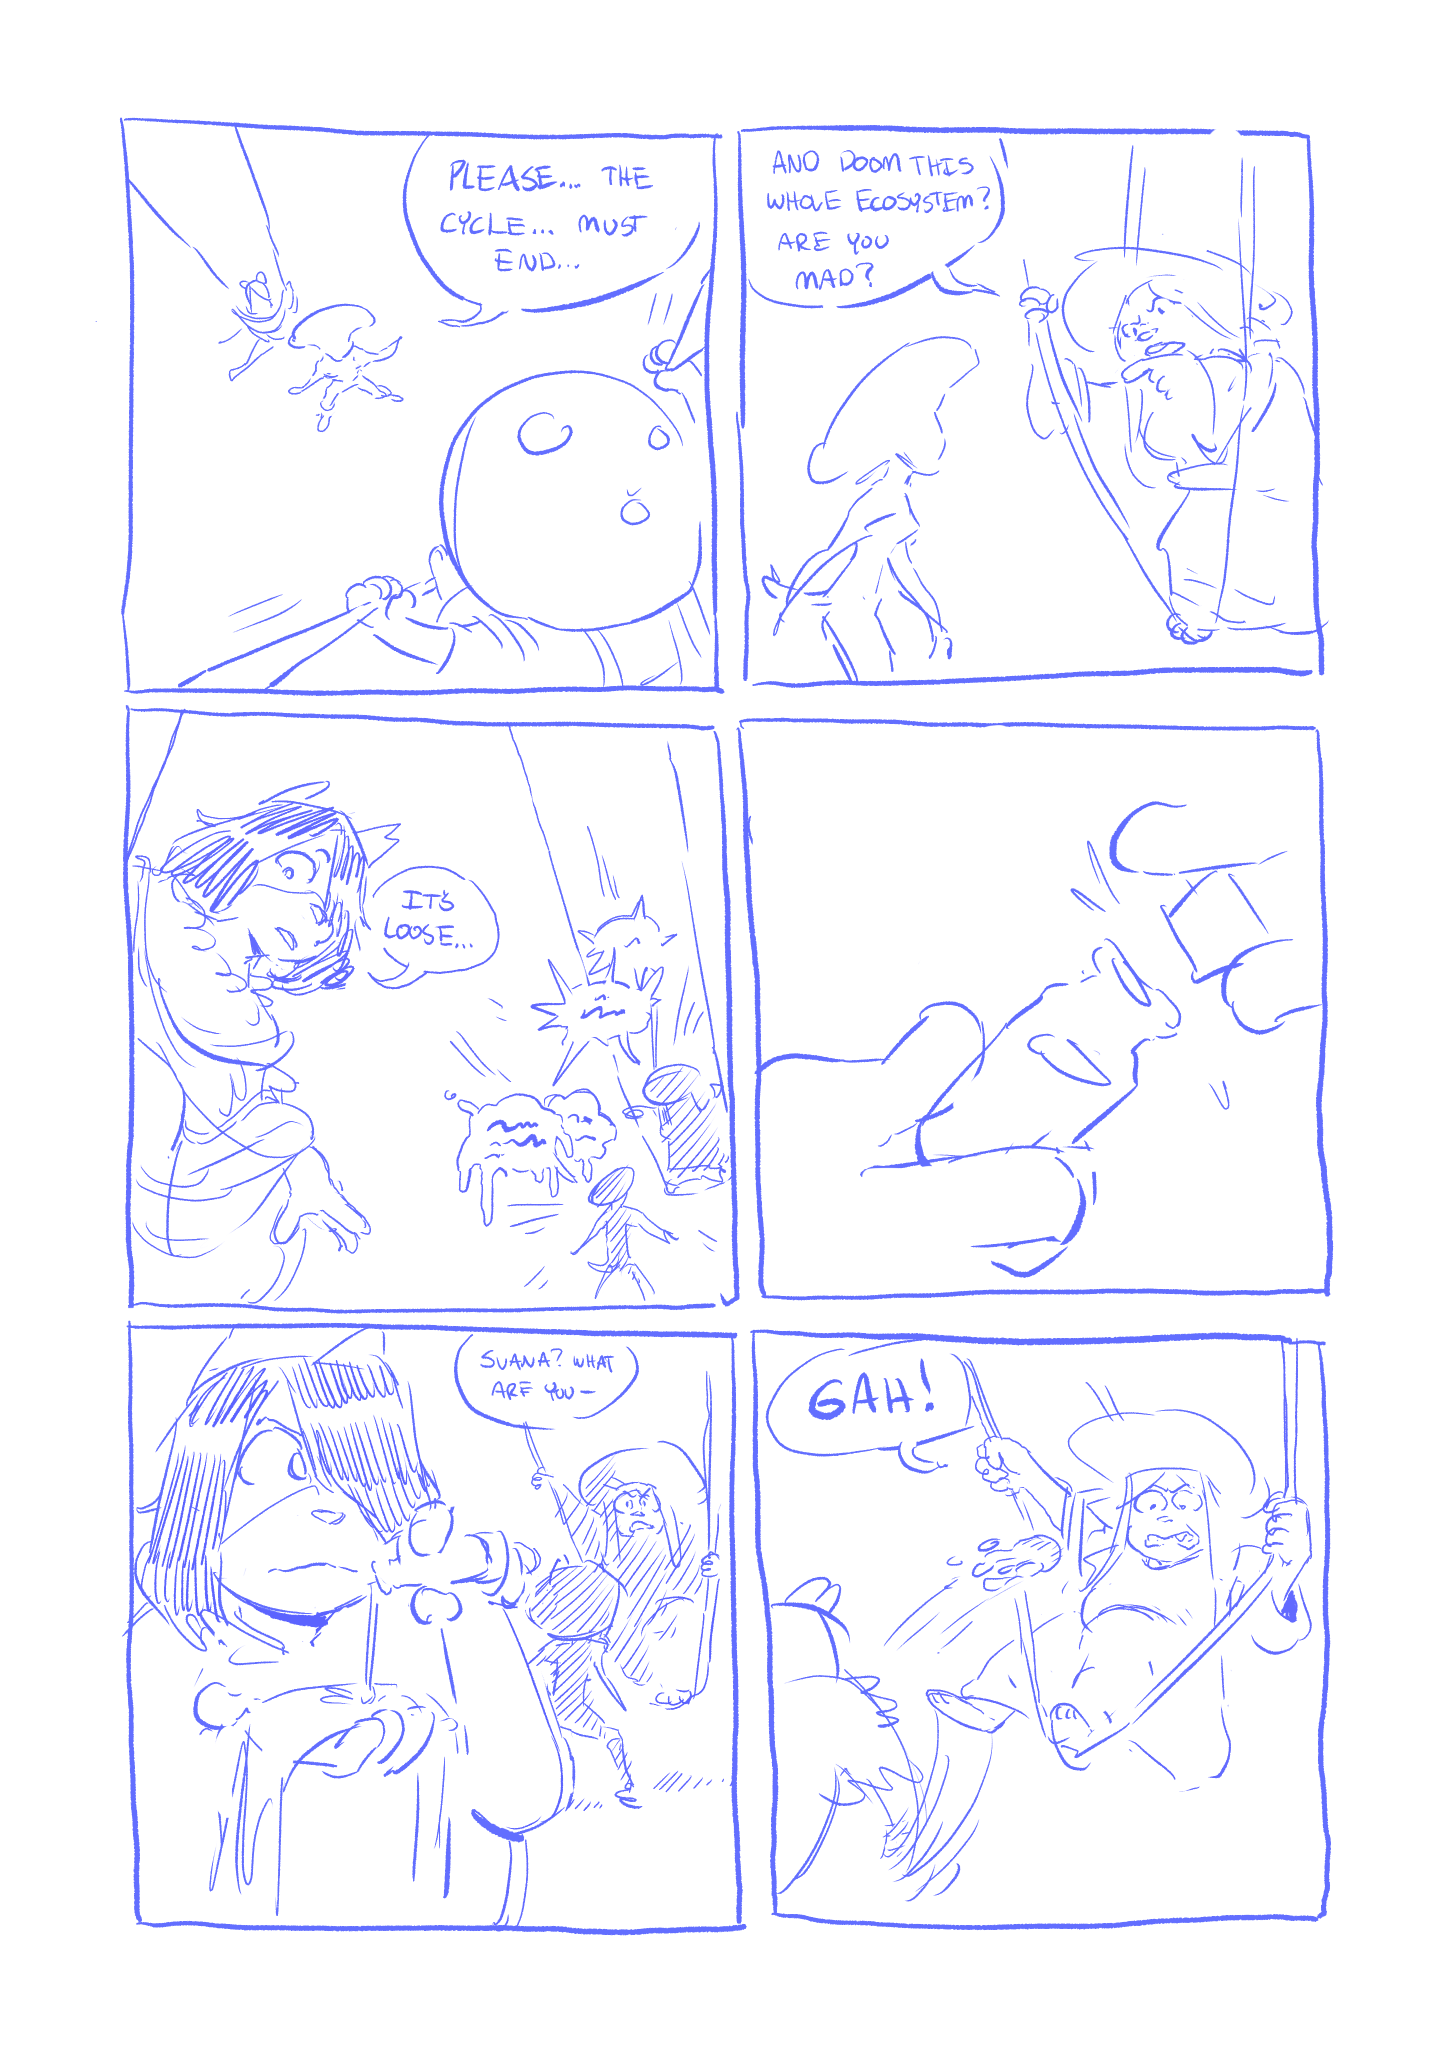 PLEASE... THE
CYCLE... MUST
END...
AND DOOM THIS
WHOLE ECOSYSTEM?
ARE YOU
MAD?
IT'S
LOOSE...
SUANA? WHAT
ARE YOU—
GAH!